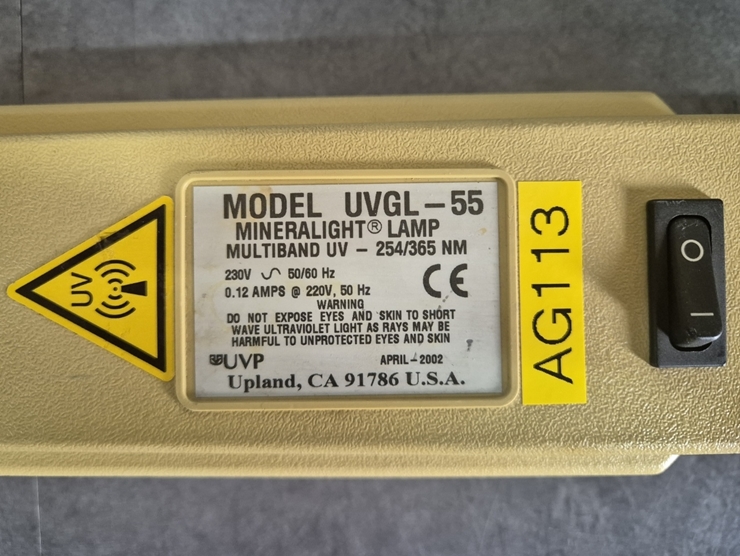 UV
MODEL UVGL-55
MINERALIGHT® LAMP
MULTIBAND UV - 254/365 NM
230V ∿ 50/60 Hz
0.12 AMPS @ 220V, 50 Hz
CE
WARNING
DO NOT EXPOSE EYES AND SKIN TO SHORT
WAVE ULTRAVIOLET LIGHT AS RAYS MAY BE
HARMFUL TO UNPROTECTED EYES AND SKIN
UVP APRIL-2002
Upland, CA 91786 U.S.A.
AG113
O
I